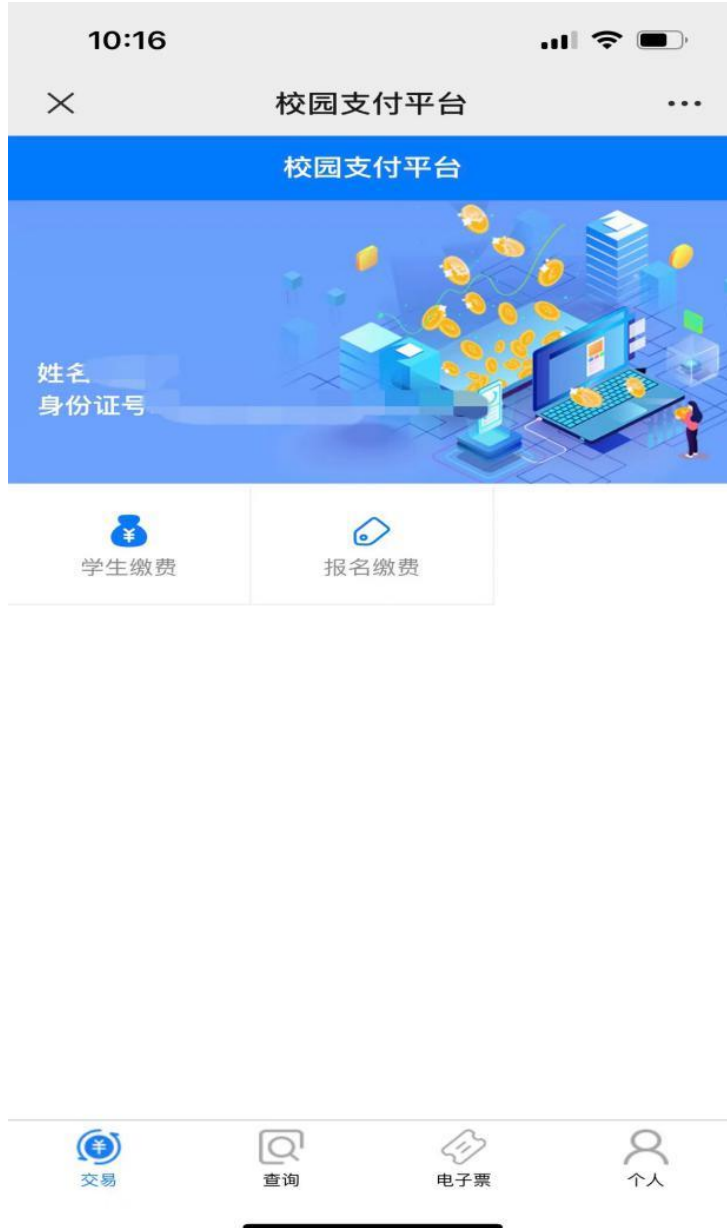 10:16
校园支付平台
校园支付平台
姓名
身份证号
学生缴费
报名缴费
交易
查询
电子票
个人